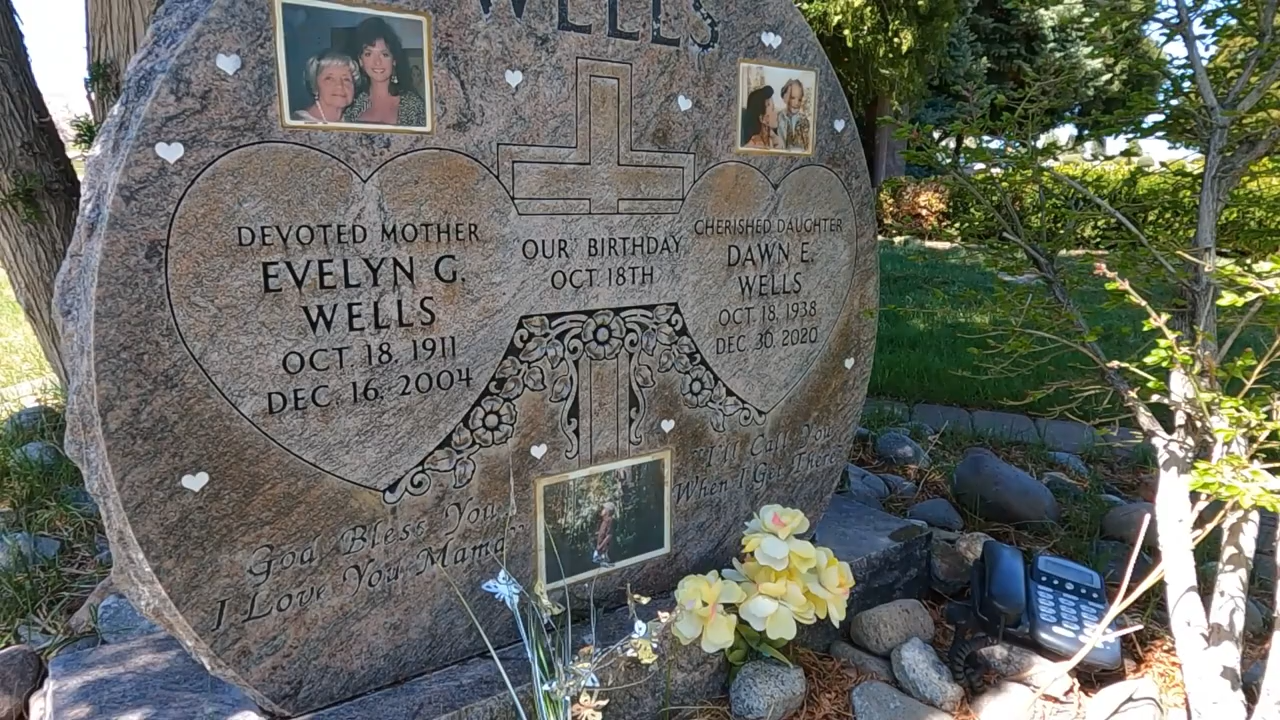 WELLS
DEVOTED MOTHER
EVELYN G.
WELLS
OCT. 18, 1911
DEC. 16, 2004
OUR BIRTHDAY
OCT 18TH
CHERISHED DAUGHTER
DAWN E.
WELLS
OCT. 18, 1938
DEC. 30, 2020
"God Bless You
I Love You Mama"
"I'll Call You
When I Get There"